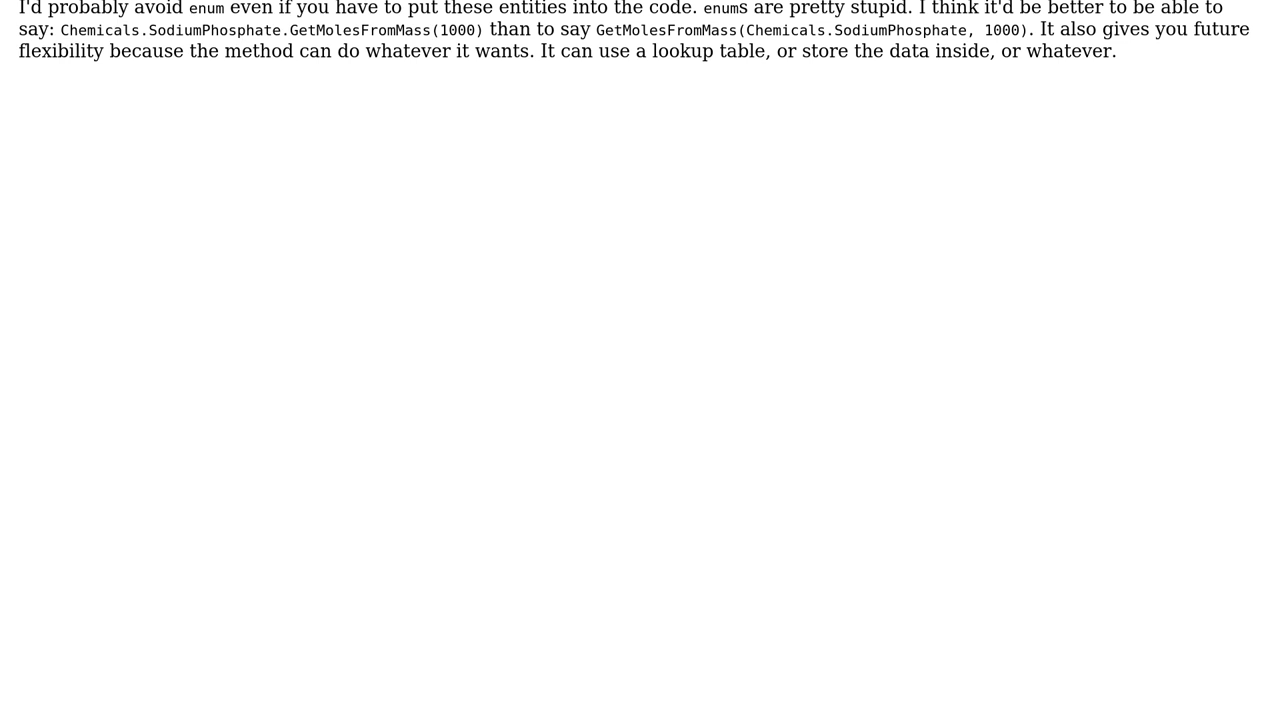 I'd probably avoid enum even if you have to put these entities into the code. enums are pretty stupid. I think it'd be better to be able to
say: Chemicals.SodiumPhosphate.GetMolesFromMass(1000) than to say GetMolesFromMass(Chemicals.SodiumPhosphate, 1000). It also gives you future
flexibility because the method can do whatever it wants. It can use a lookup table, or store the data inside, or whatever.